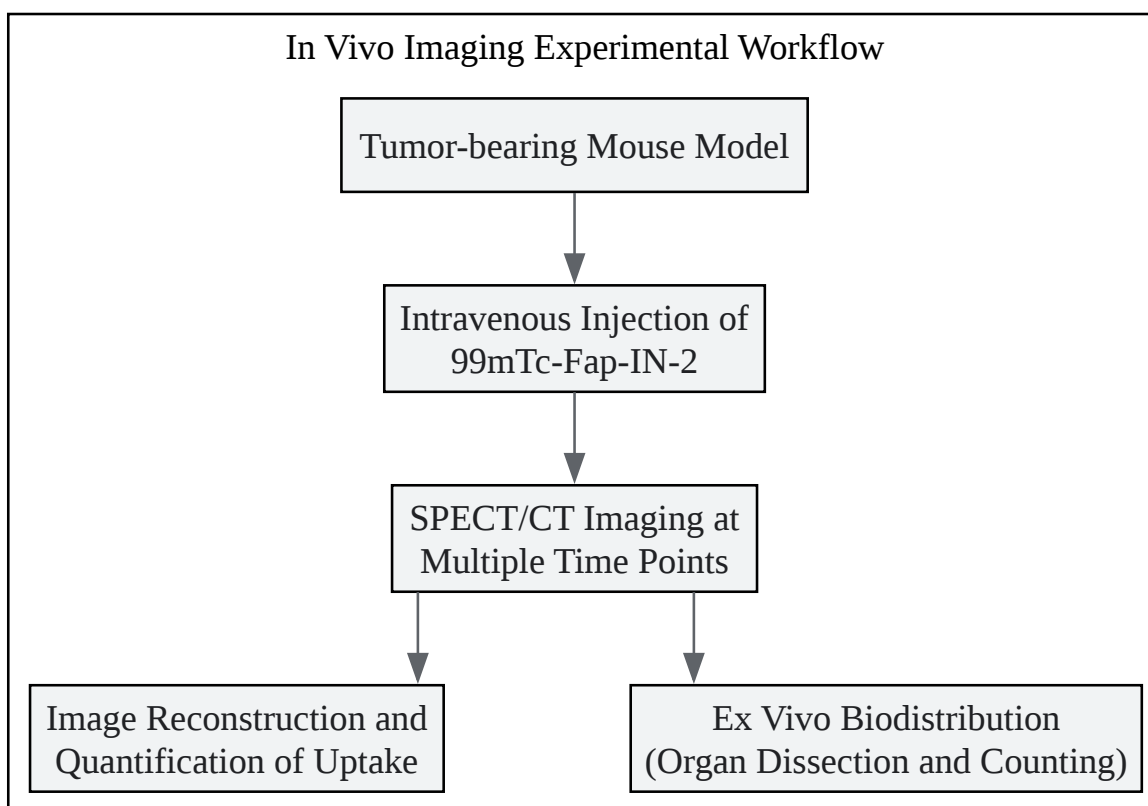 In Vivo Imaging Experimental Workflow
Tumor-bearing Mouse Model
Intravenous Injection of
99mTc-Fap-IN-2
SPECT/CT Imaging at
Multiple Time Points
Image Reconstruction and
Quantification of Uptake
Ex Vivo Biodistribution
(Organ Dissection and Counting)